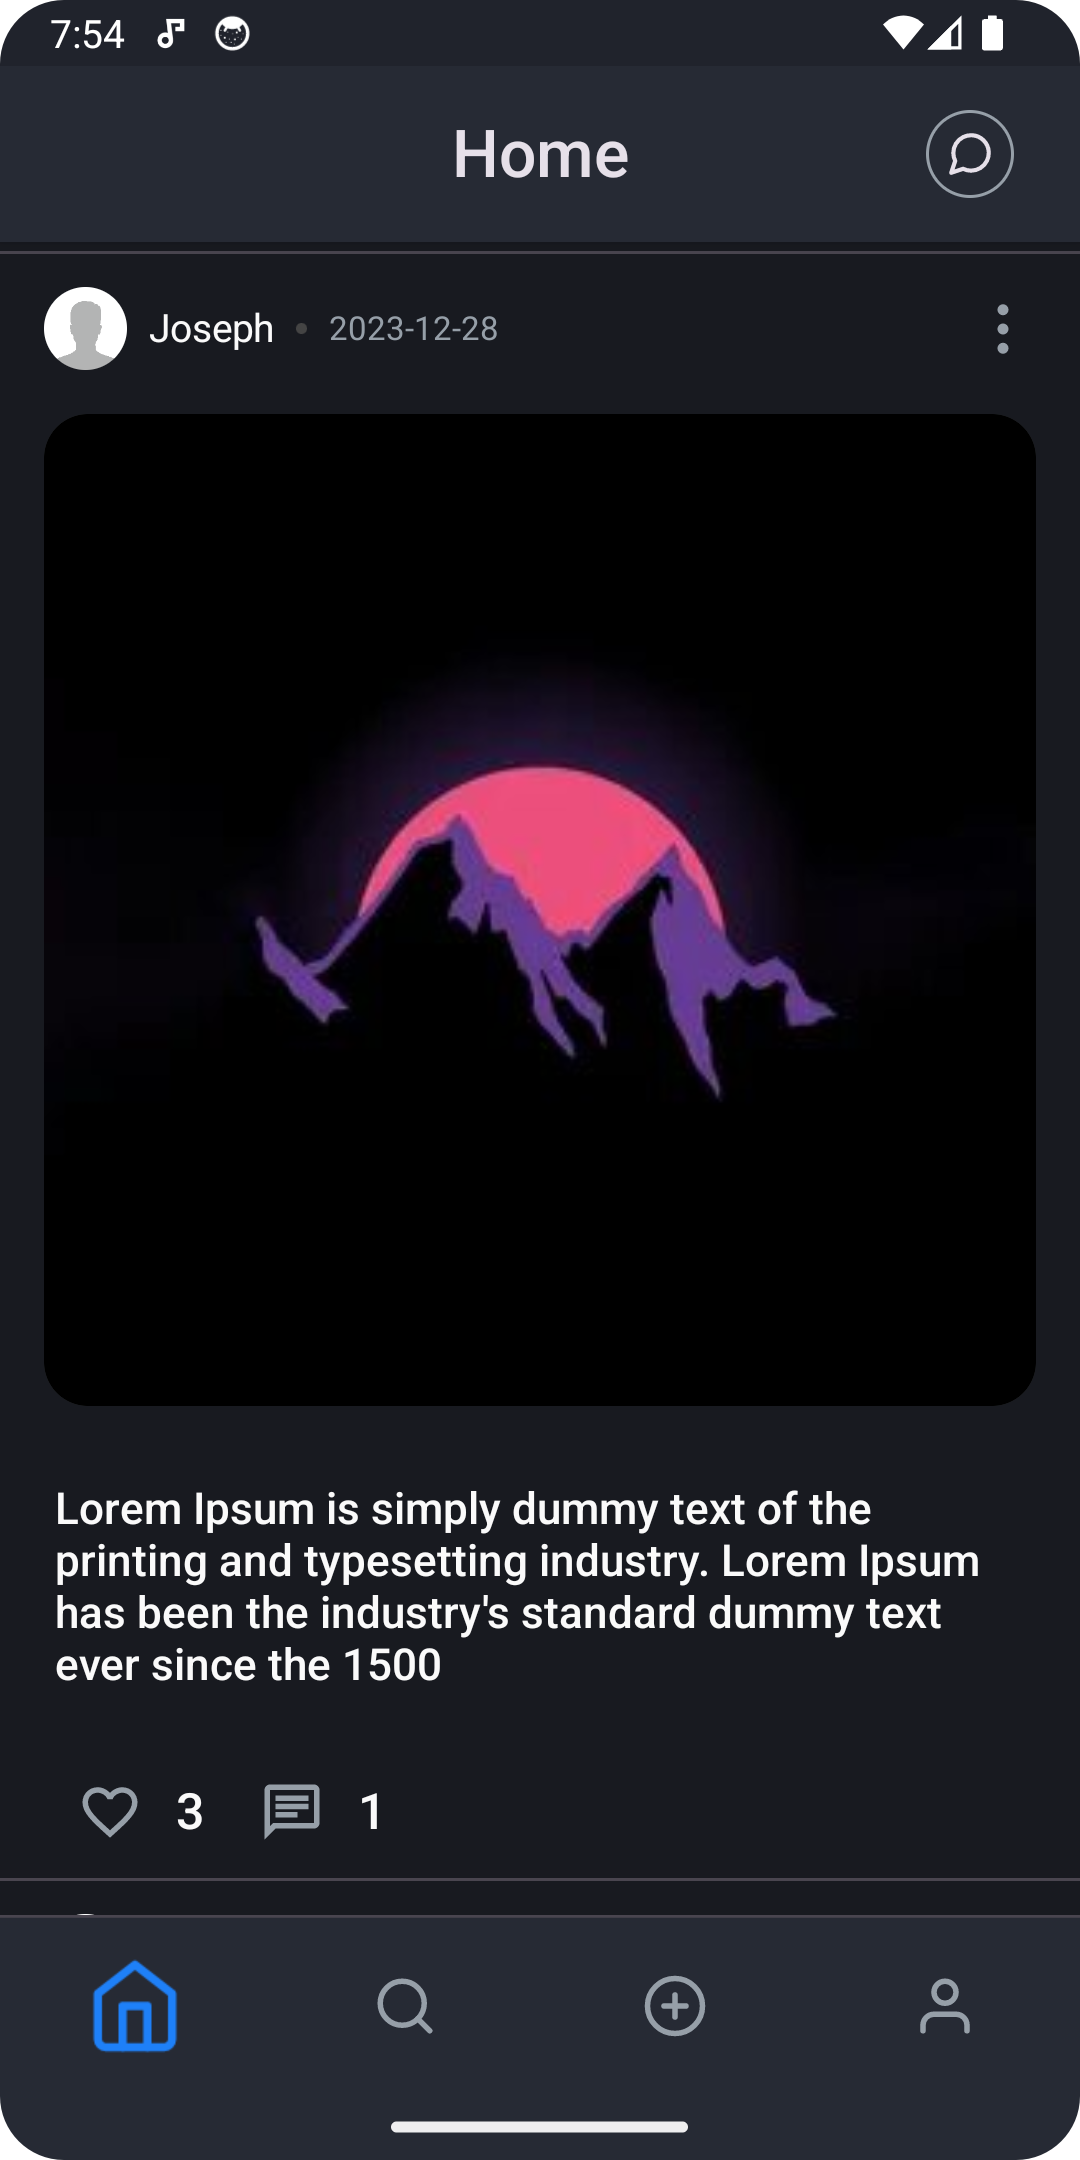 7:54
Home
Joseph • 2023-12-28
Lorem Ipsum is simply dummy text of the
printing and typesetting industry. Lorem Ipsum
has been the industry's standard dummy text
ever since the 1500
3 1